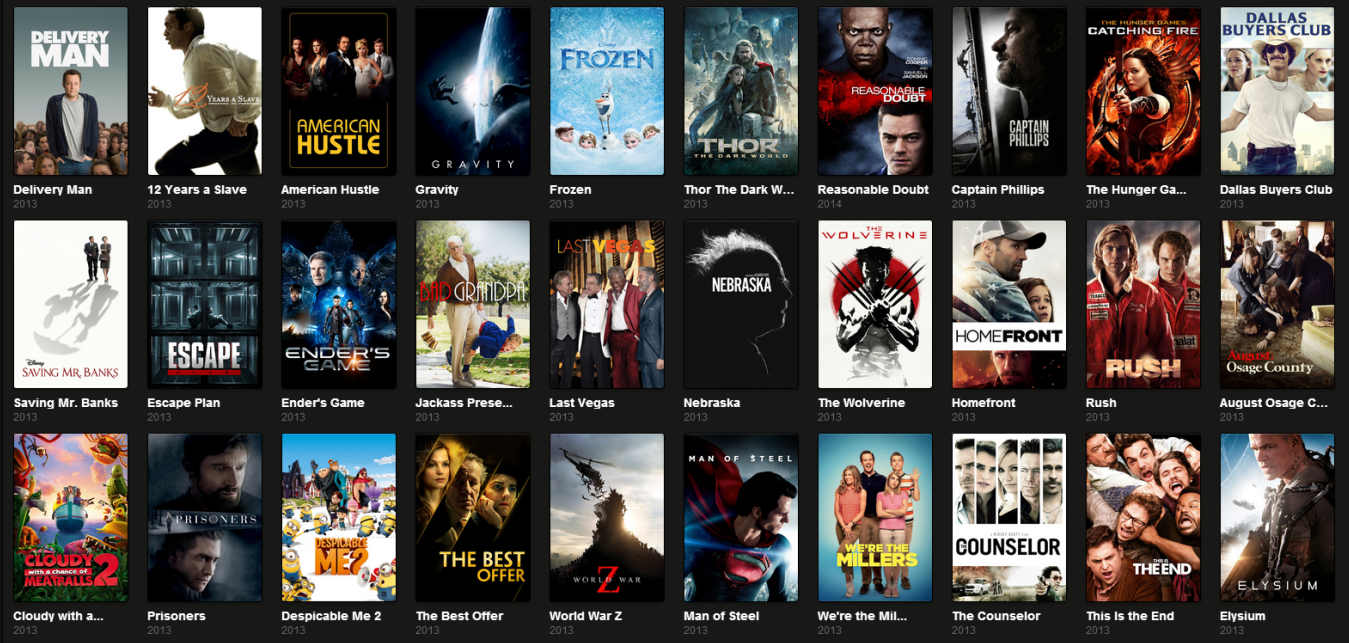 DELIVERY
MAN
12 YEARS A SLAVE
AMERICAN
HUSTLE
GRAVITY
Disney
FROZEN
THOR
THE DARK WORLD
DOMINIC
COOPER
SAMUEL L.
JACKSON
REASONABLE
DOUBT
CAPTAIN
PHILLIPS
THE HUNGER GAMES
CATCHING FIRE
DALLAS
BUYERS CLUB
Delivery Man
12 Years a Slave
American Hustle
Gravity
Frozen
Thor The Dark W...
Reasonable Doubt
Captain Phillips
The Hunger Ga...
Dallas Buyers Club
2013
2013
2013
2013
2013
2013
2014
2013
2013
2013
Disney
SAVING MR. BANKS
ESCAPE
ENDER'S
GAME
BAD GRANDPA
LAST VEGAS
NEBRASKA
THE
WOLVERINE
HOMEFRONT
RUSH
August:
Osage County
Saving Mr. Banks
Escape Plan
Ender's Game
Jackass Prese...
Last Vegas
Nebraska
The Wolverine
Homefront
Rush
August Osage C...
2013
2013
2013
2013
2013
2013
2013
2013
2013
2013
CLOUDY
with a chance of
MEATBALLS 2
PRISONERS
DESPICABLE
ME 2
THE BEST
OFFER
WORLD WAR
Z
MAN OF STEEL
WE'RE THE
MILLERS
THE
COUNSELOR
THIS IS
THE END
ELYSIUM
Cloudy with a...
Prisoners
Despicable Me 2
The Best Offer
World War Z
Man of Steel
We're the Mil...
The Counselor
This Is the End
Elysium
2013
2013
2013
2013
2013
2013
2013
2013
2013
2013